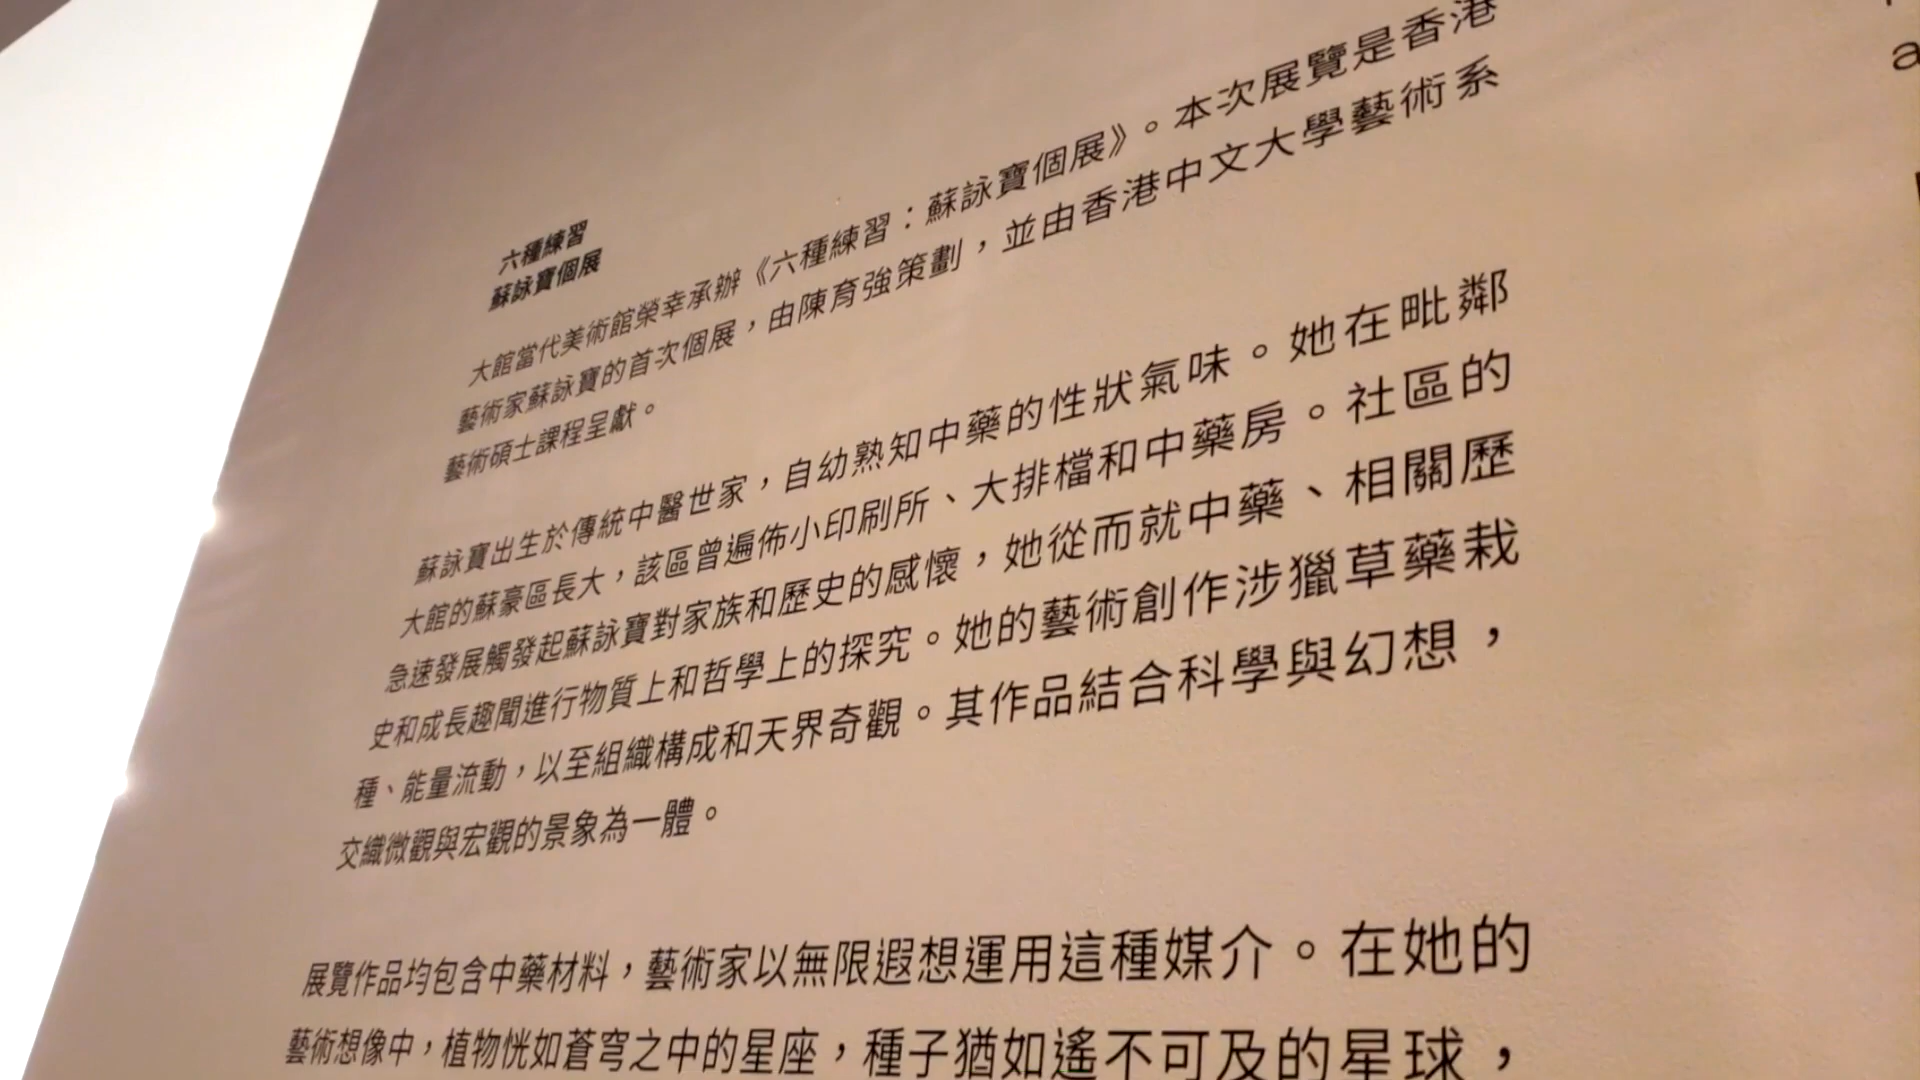 六種練習
蘇詠寶個展
大館當代美術館榮幸承辦《六種練習：蘇詠寶個展》。本次展覽是香港
藝術家蘇詠寶的首次個展，由陳育強策劃，並由香港中文大學藝術系
藝術碩士課程呈獻。
蘇詠寶出生於傳統中醫世家，自幼熟知中藥的性狀氣味。她在毗鄰
大館的蘇豪區長大，該區曾遍佈小印刷所、大排檔和中藥房。社區的
急速發展觸發起蘇詠寶對家族和歷史的感懷，她從而就中藥、相關歷
史和成長趣聞進行物質上和哲學上的探究。她的藝術創作涉獵草藥栽
種、能量流動，以至組織構成和天界奇觀。其作品結合科學與幻想，
交織微觀與宏觀的景象為一體。
展覽作品均包含中藥材料，藝術家以無限遐想運用這種媒介。在她的
藝術想像中，植物恍如蒼穹之中的星座，種子猶如遙不可及的星球，
a